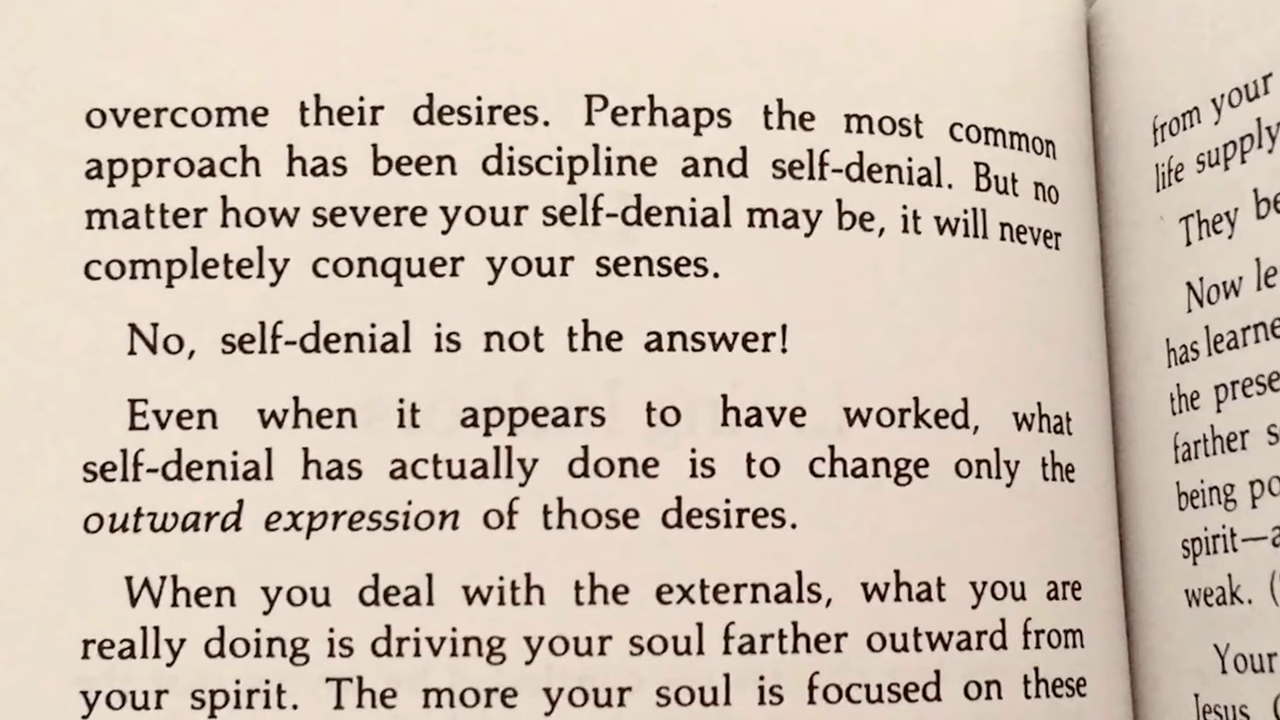 overcome their desires. Perhaps the most common
approach has been discipline and self-denial. But no
matter how severe your self-denial may be, it will never
completely conquer your senses.
No, self-denial is not the answer!
Even when it appears to have worked, what
self-denial has actually done is to change only the
outward expression of those desires.
When you deal with the externals, what you are
really doing is driving your soul farther outward from
your spirit. The more your soul is focused on these
from your
life supply
They be
Now le
has learne
the prese
farther s
being po
spirit—a
weak. (
Your
Jesus (